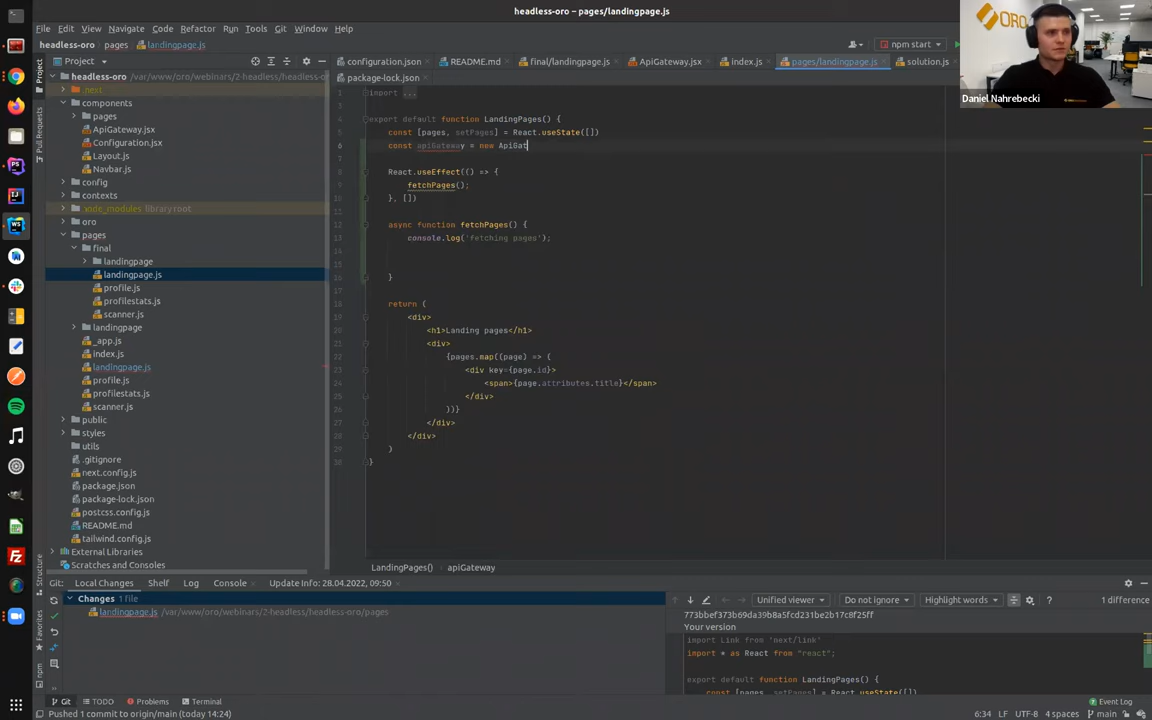 headless-oro – pages/landingpage.js
File Edit View Navigate Code Refactor Run Tools Git Window Help
headless-oro pages landingpage.js
npm start
ORO
Daniel Nahrebecki
Project
configuration.json README.md final/landingpage.js ApiGateway.jsx Index.js pages/landingpage.js solution.js
package-lock.json
headless-oro /var/www/oro/webinars/2-headless/headless-o
.next
components
pages
ApiGateway.jsx
Configuration.jsx
Layout.js
Navbar.js
config
contexts
node_modules library root
oro
pages
final
landingpage
landingpage.js
profile.js
profilestats.js
scanner.js
landingpage
_app.js
index.js
landingpage.js
profile.js
profilestats.js
scanner.js
public
styles
utils
.gitignore
next.config.js
package.json
package-lock.json
postcss.config.js
README.md
tailwind.config.js
External Libraries
Scratches and Consoles
import ...
export default function LandingPages() {
const [pages, setPages] = React.useState([])
const apiGateway = new ApiGat
React.useEffect(() => {
fetchPages();
}, [])
async function fetchPages() {
console.log('fetching pages');
}
return (
<div>
<h1>Landing pages</h1>
<div>
{pages.map((page) => (
<div key={page.id}>
<span>{page.attributes.title}</span>
</div>
))}
</div>
</div>
)
}
LandingPages() apiGateway
Project
Pull Requests
Structure
Favorites
npm
Git: Local Changes Shelf Log Console Update Info: 28.04.2022, 09:50
Changes 1 file
landingpage.js /var/www/oro/webinars/2-headless/headless-oro/pages
Unified viewer Do not ignore Highlight words ? 1 difference
773bbef373b69da39b8a5fcd231be2b17c8f25ff
Your version
import Link from 'next/link'
import * as React from "react";
export default function LandingPages() {
const [pages, setPages] = React.useState([])
Git TODO Problems Terminal Event Log
Pushed 1 commit to origin/main (today 14:24) 6:34 LF UTF-8 4 spaces main